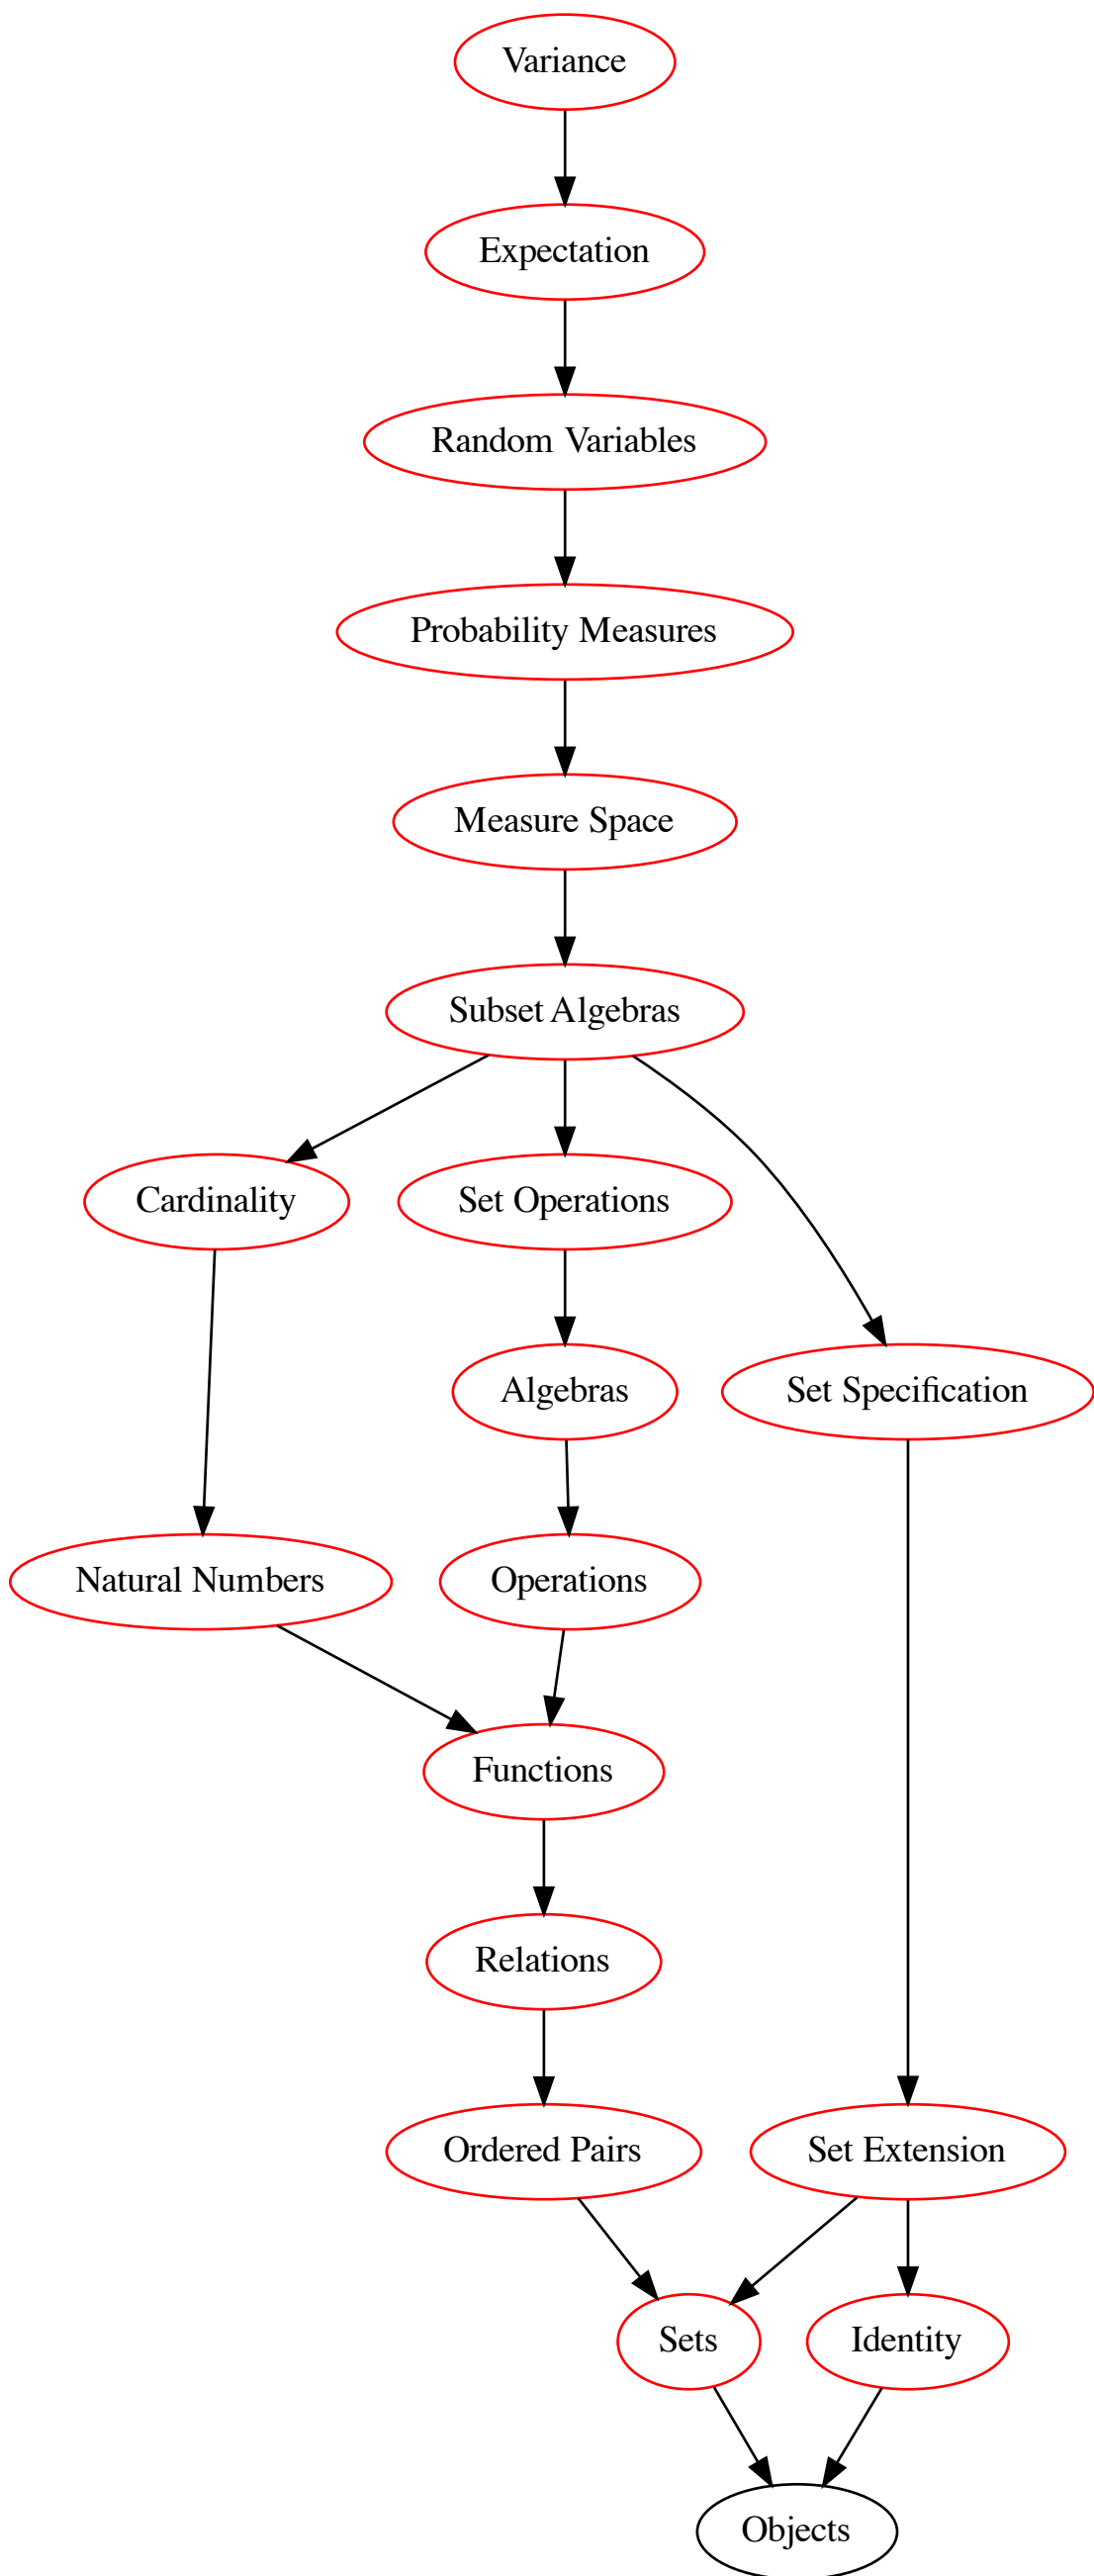 Variance
Expectation
Random Variables
Probability Measures
Measure Space
Subset Algebras
Cardinality
Set Operations
Algebras
Set Specification
Natural Numbers
Operations
Functions
Relations
Ordered Pairs
Set Extension
Sets
Identity
Objects